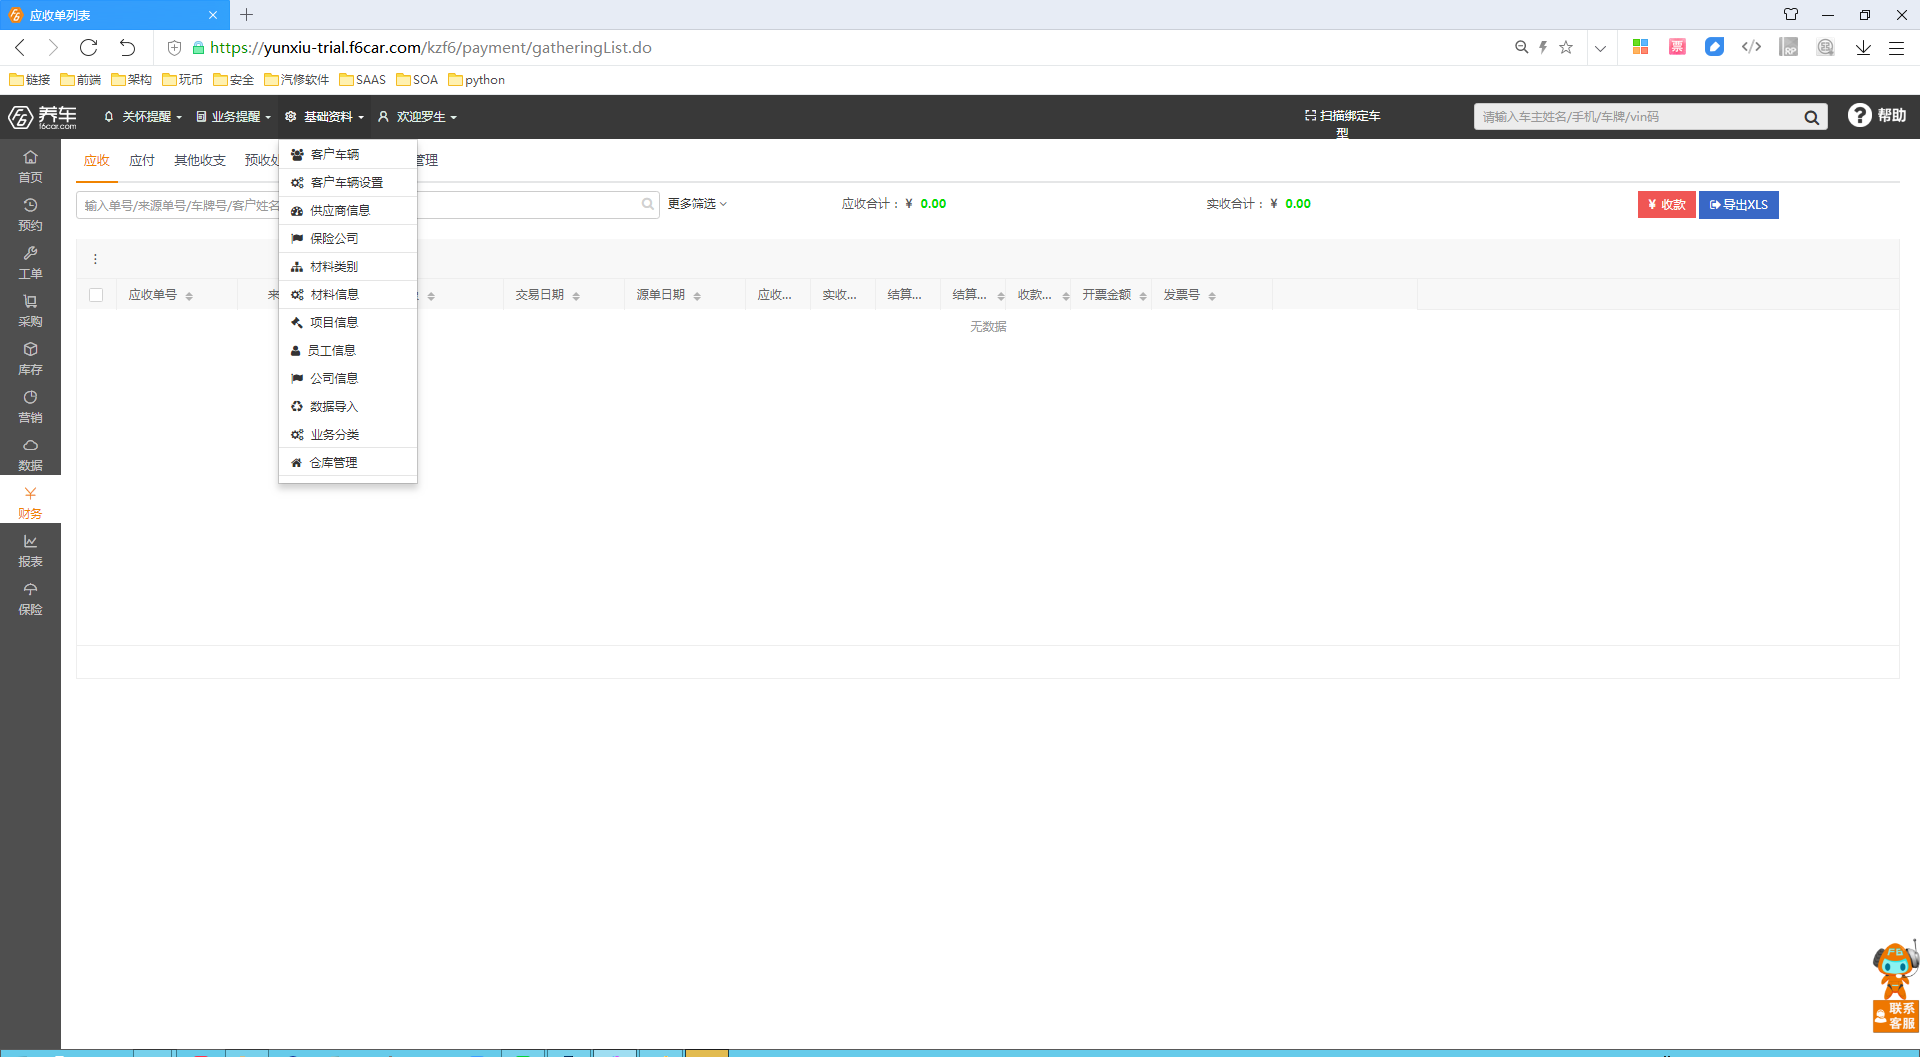 应收单列表
https://yunxiu-trial.f6car.com/kzf6/payment/gatheringList.do
票
RP
链接 前端 架构 玩币 安全 汽修软件 SAAS SOA python
F6 养车 f6car.com
关怀提醒 业务提醒 基础资料 欢迎罗生
扫描绑定车型
请输入车主姓名/手机/车牌/vin码
帮助
首页
预约
工单
采购
库存
营销
数据
财务
报表
保险
应收 应付 其他收支 预收 管理
输入单号/来源单号/车牌号/客户姓名
更多筛选
应收合计： ¥ 0.00
实收合计： ¥ 0.00
¥ 收款
导出XLS
客户车辆
客户车辆设置
供应商信息
保险公司
材料类别
材料信息
项目信息
员工信息
公司信息
数据导入
业务分类
仓库管理
应收单号 来 交易日期 源单日期 应收... 实收... 结算... 结算... 收款... 开票金额 发票号
无数据
F6
联系
客服